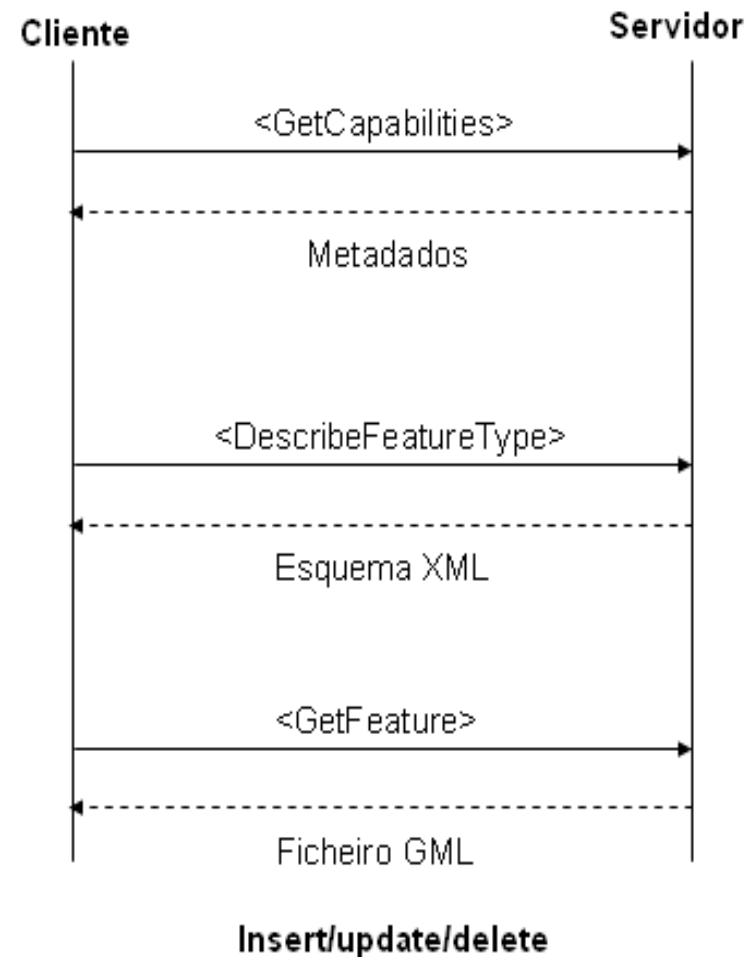 Cliente
Servidor
<GetCapabilities>
Metadados
<DescribeFeatureType>
Esquema XML
<GetFeature>
Ficheiro GML
Insert/update/delete